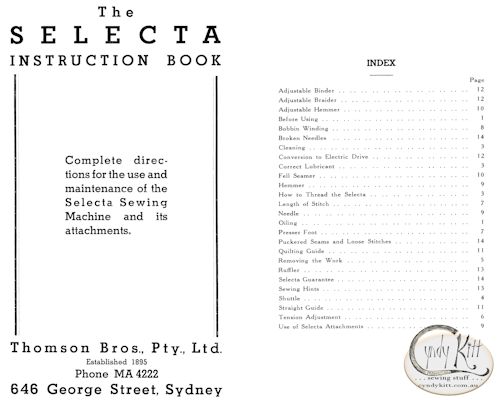 The
SELECTA
INSTRUCTION BOOK
Complete direc-
tions for the use and
maintenance of the
Selecta Sewing
Machine and its
attachments.
Thomson Bros., Pty., Ltd.
Established 1895
Phone MA 4222
646 George Street, Sydney
INDEX
Page
Adjustable Binder 12
Adjustable Braider 12
Adjustable Hemmer 10
Before Using 1
Bobbin Winding 8
Broken Needles 14
Cleaning 3
Conversion to Electric Drive 12
Correct Lubricant 3
Fell Seamer 10
Hemmer 9
How to Thread the Selecta 3
Length of Stitch 7
Needle 9
Oiling 1
Presser Foot 7
Puckered Seams and Loose Stitches 14
Quilting Guide 11
Removing the Work 5
Ruffler 13
Selecta Guarantee 14
Sewing Hints 13
Shuttle 4
Straight Guide 11
Tension Adjustment 6
Use of Selecta Attachments 9
Cyndy Kitt
...sewing stuff...
cyndykitt.com.au